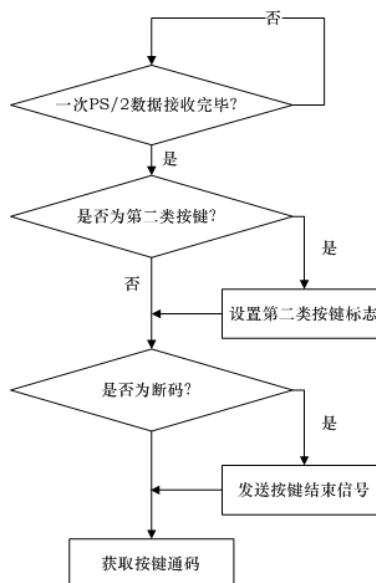 否
一次PS/2数据接收完毕?
是
是否为第二类按键?
是
否
设置第二类按键标志
是否为断码?
是
发送按键结束信号
获取按键通码